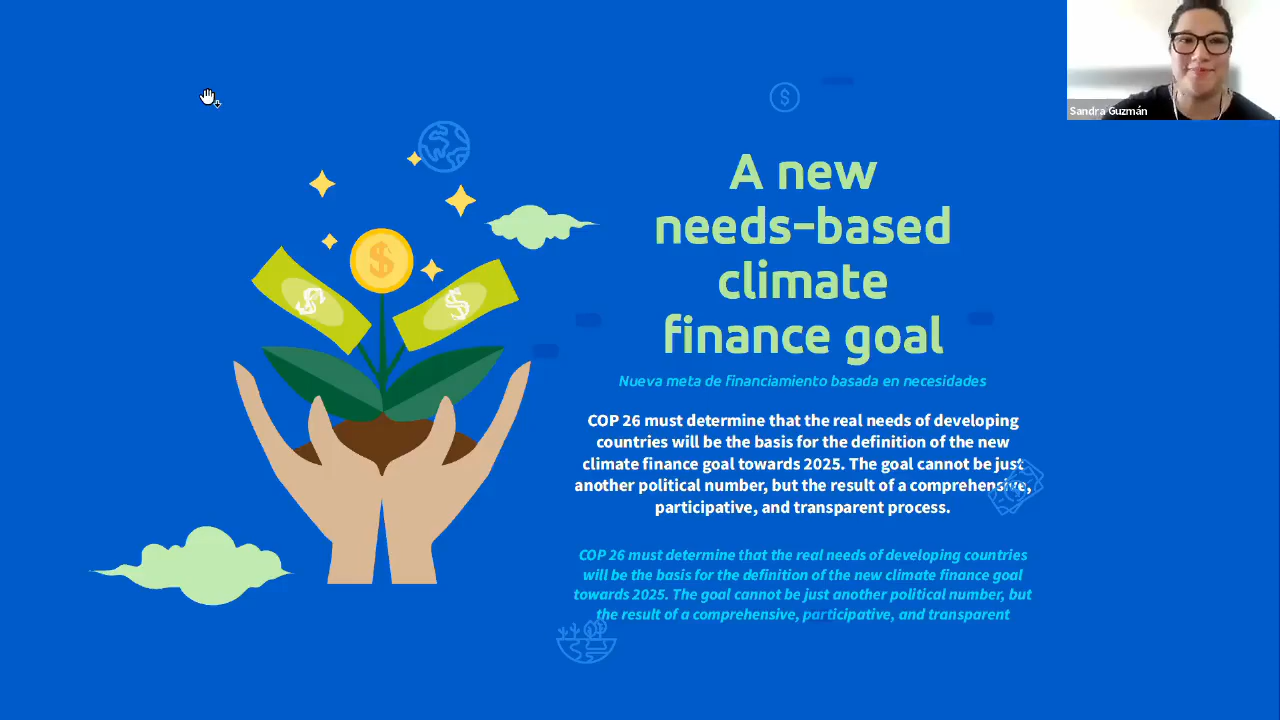 Sandra Guzmán
A new
needs-based
climate
finance goal
Nueva meta de financiamiento basada en necesidades
COP 26 must determine that the real needs of developing
countries will be the basis for the definition of the new
climate finance goal towards 2025. The goal cannot be just
another political number, but the result of a comprehensive,
participative, and transparent process.
COP 26 must determine that the real needs of developing countries
will be the basis for the definition of the new climate finance goal
towards 2025. The goal cannot be just another political number, but
the result of a comprehensive, participative, and transparent